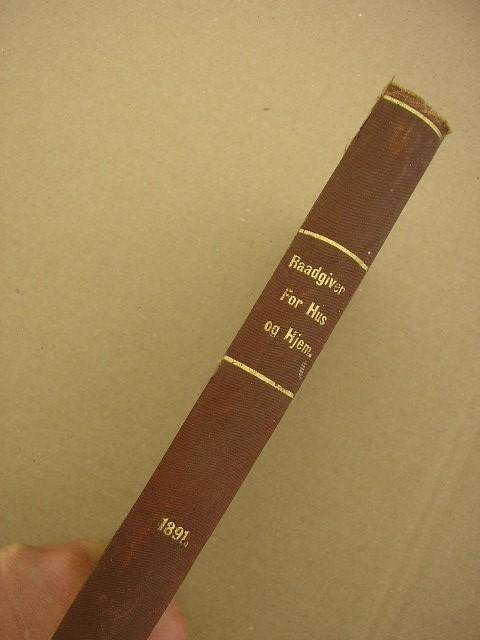 Raadgiver
For Hus
og Hjem.
1891.